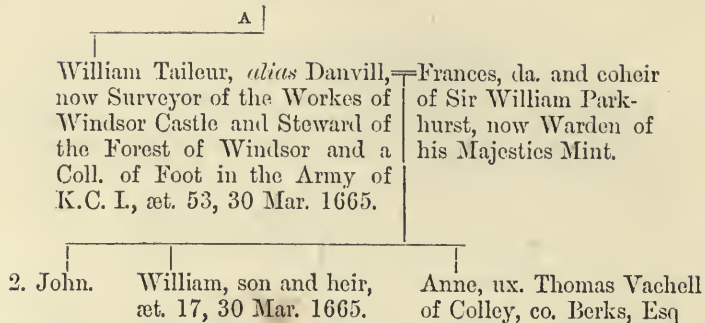 A
William Taileur, alias Danvill,
now Surveyor of the Workes of
Windsor Castle and Steward of
the Forest of Windsor and a
Coll. of Foot in the Army of
K.C. I., æt. 53, 30 Mar. 1665.
Frances, da. and coheir
of Sir William Park-
hurst, now Warden of
his Majesties Mint.
2. John.
William, son and heir,
æt. 17, 30 Mar. 1665.
Anne, ux. Thomas Vachell
of Colley, co. Berks, Esq